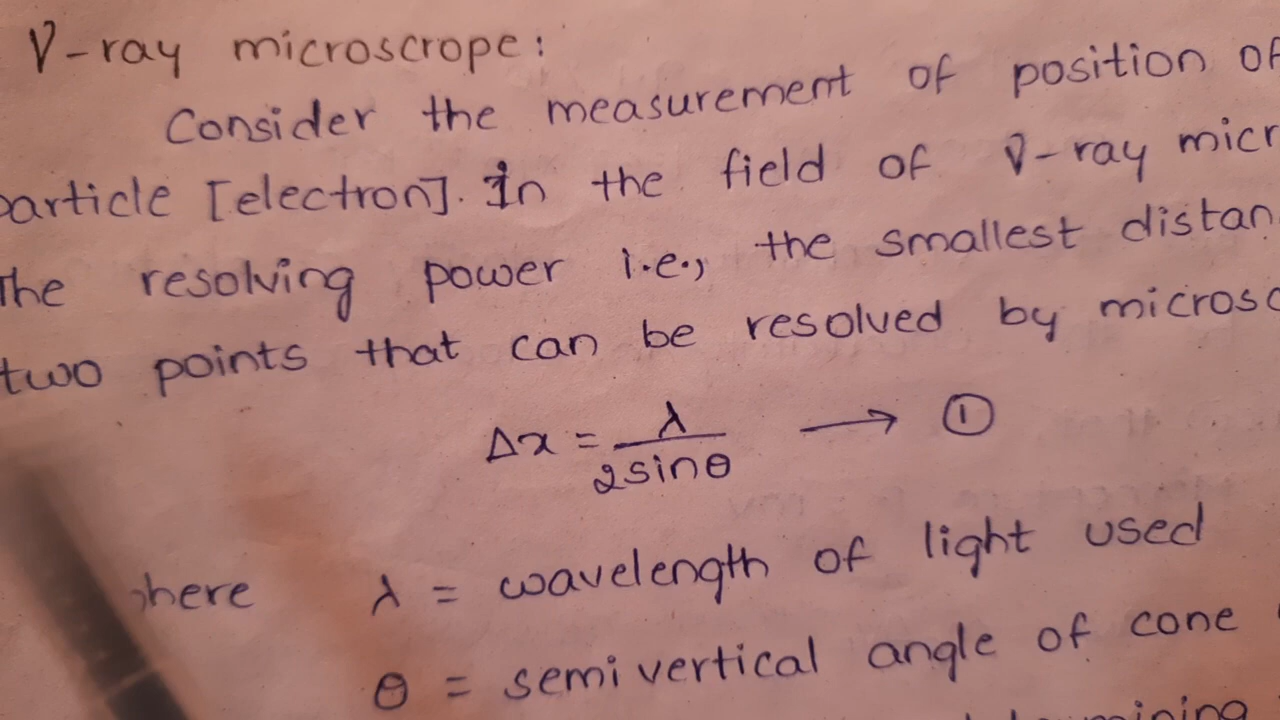 γ-ray microscrope:
Consider the measurement of position of
particle [electron]. In the field of γ-ray micr
The resolving power i.e., the smallest distan
two points that can be resolved by microsc
Δx = λ / 2sinθ → ①
here λ = wavelength of light used
θ = semi vertical angle of cone
mining